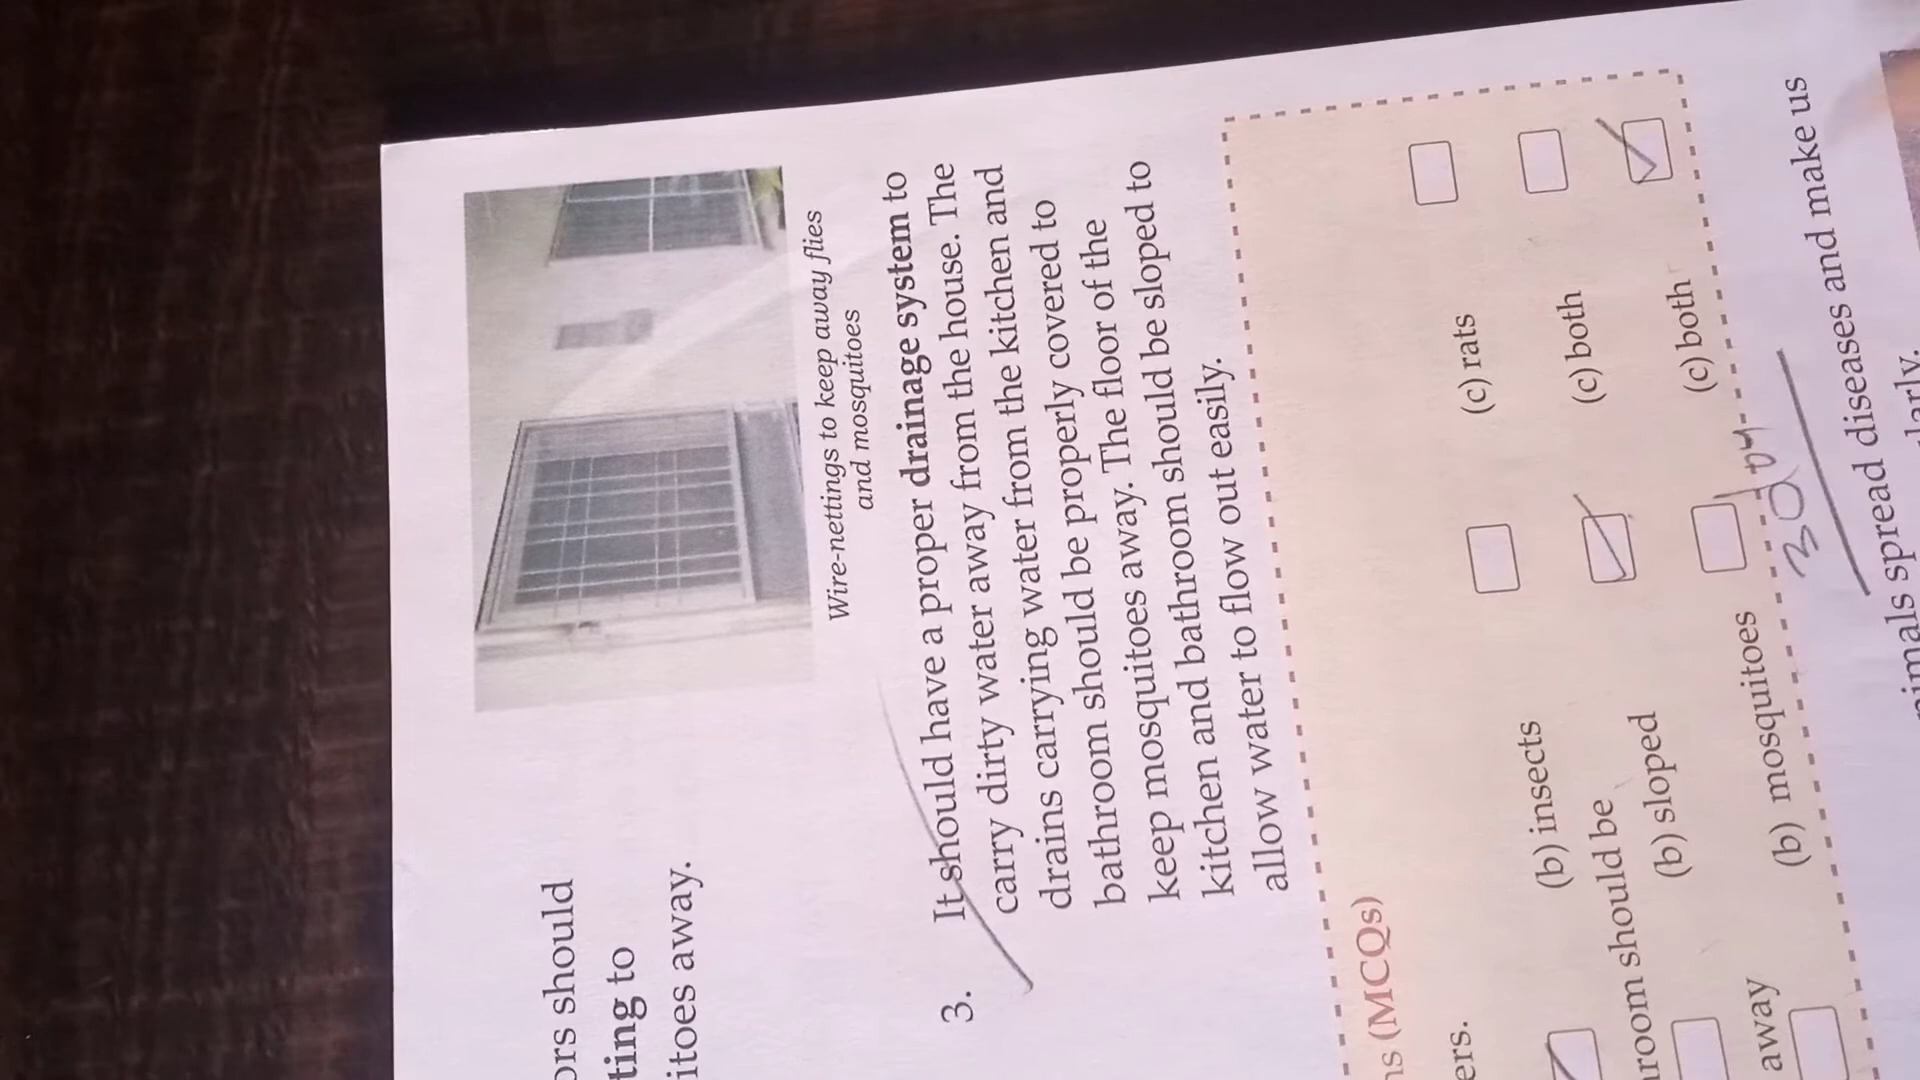 ors should
ting to
itoes away.
Wire-nettings to keep away flies
and mosquitoes
3. It should have a proper drainage system to
carry dirty water away from the house. The
drains carrying water from the kitchen and
bathroom should be properly covered to
keep mosquitoes away. The floor of the
kitchen and bathroom should be sloped to
allow water to flow out easily.
ns (MCQs)
ers.
(b) insects (c) rats
room should be
(b) sloped (c) both
away
(b) mosquitoes (c) both
nimals spread diseases and make us
larly.